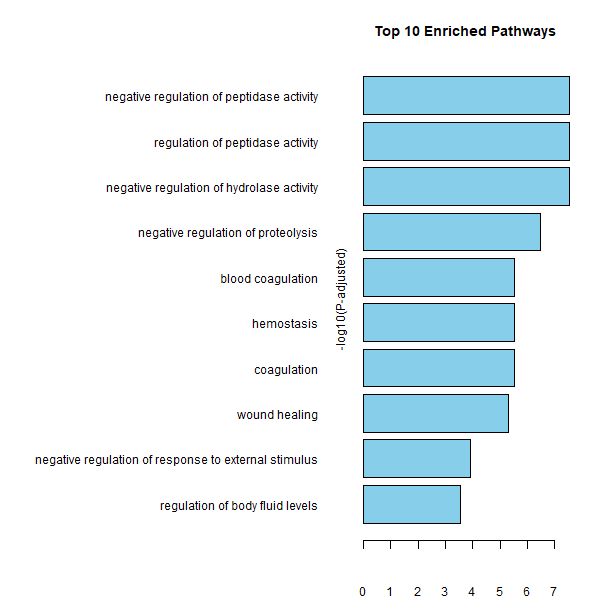 Top 10 Enriched Pathways
negative regulation of peptidase activity
regulation of peptidase activity
negative regulation of hydrolase activity
negative regulation of proteolysis
blood coagulation
hemostasis
coagulation
wound healing
negative regulation of response to external stimulus
regulation of body fluid levels
-log10(P-adjusted)
0 1 2 3 4 5 6 7